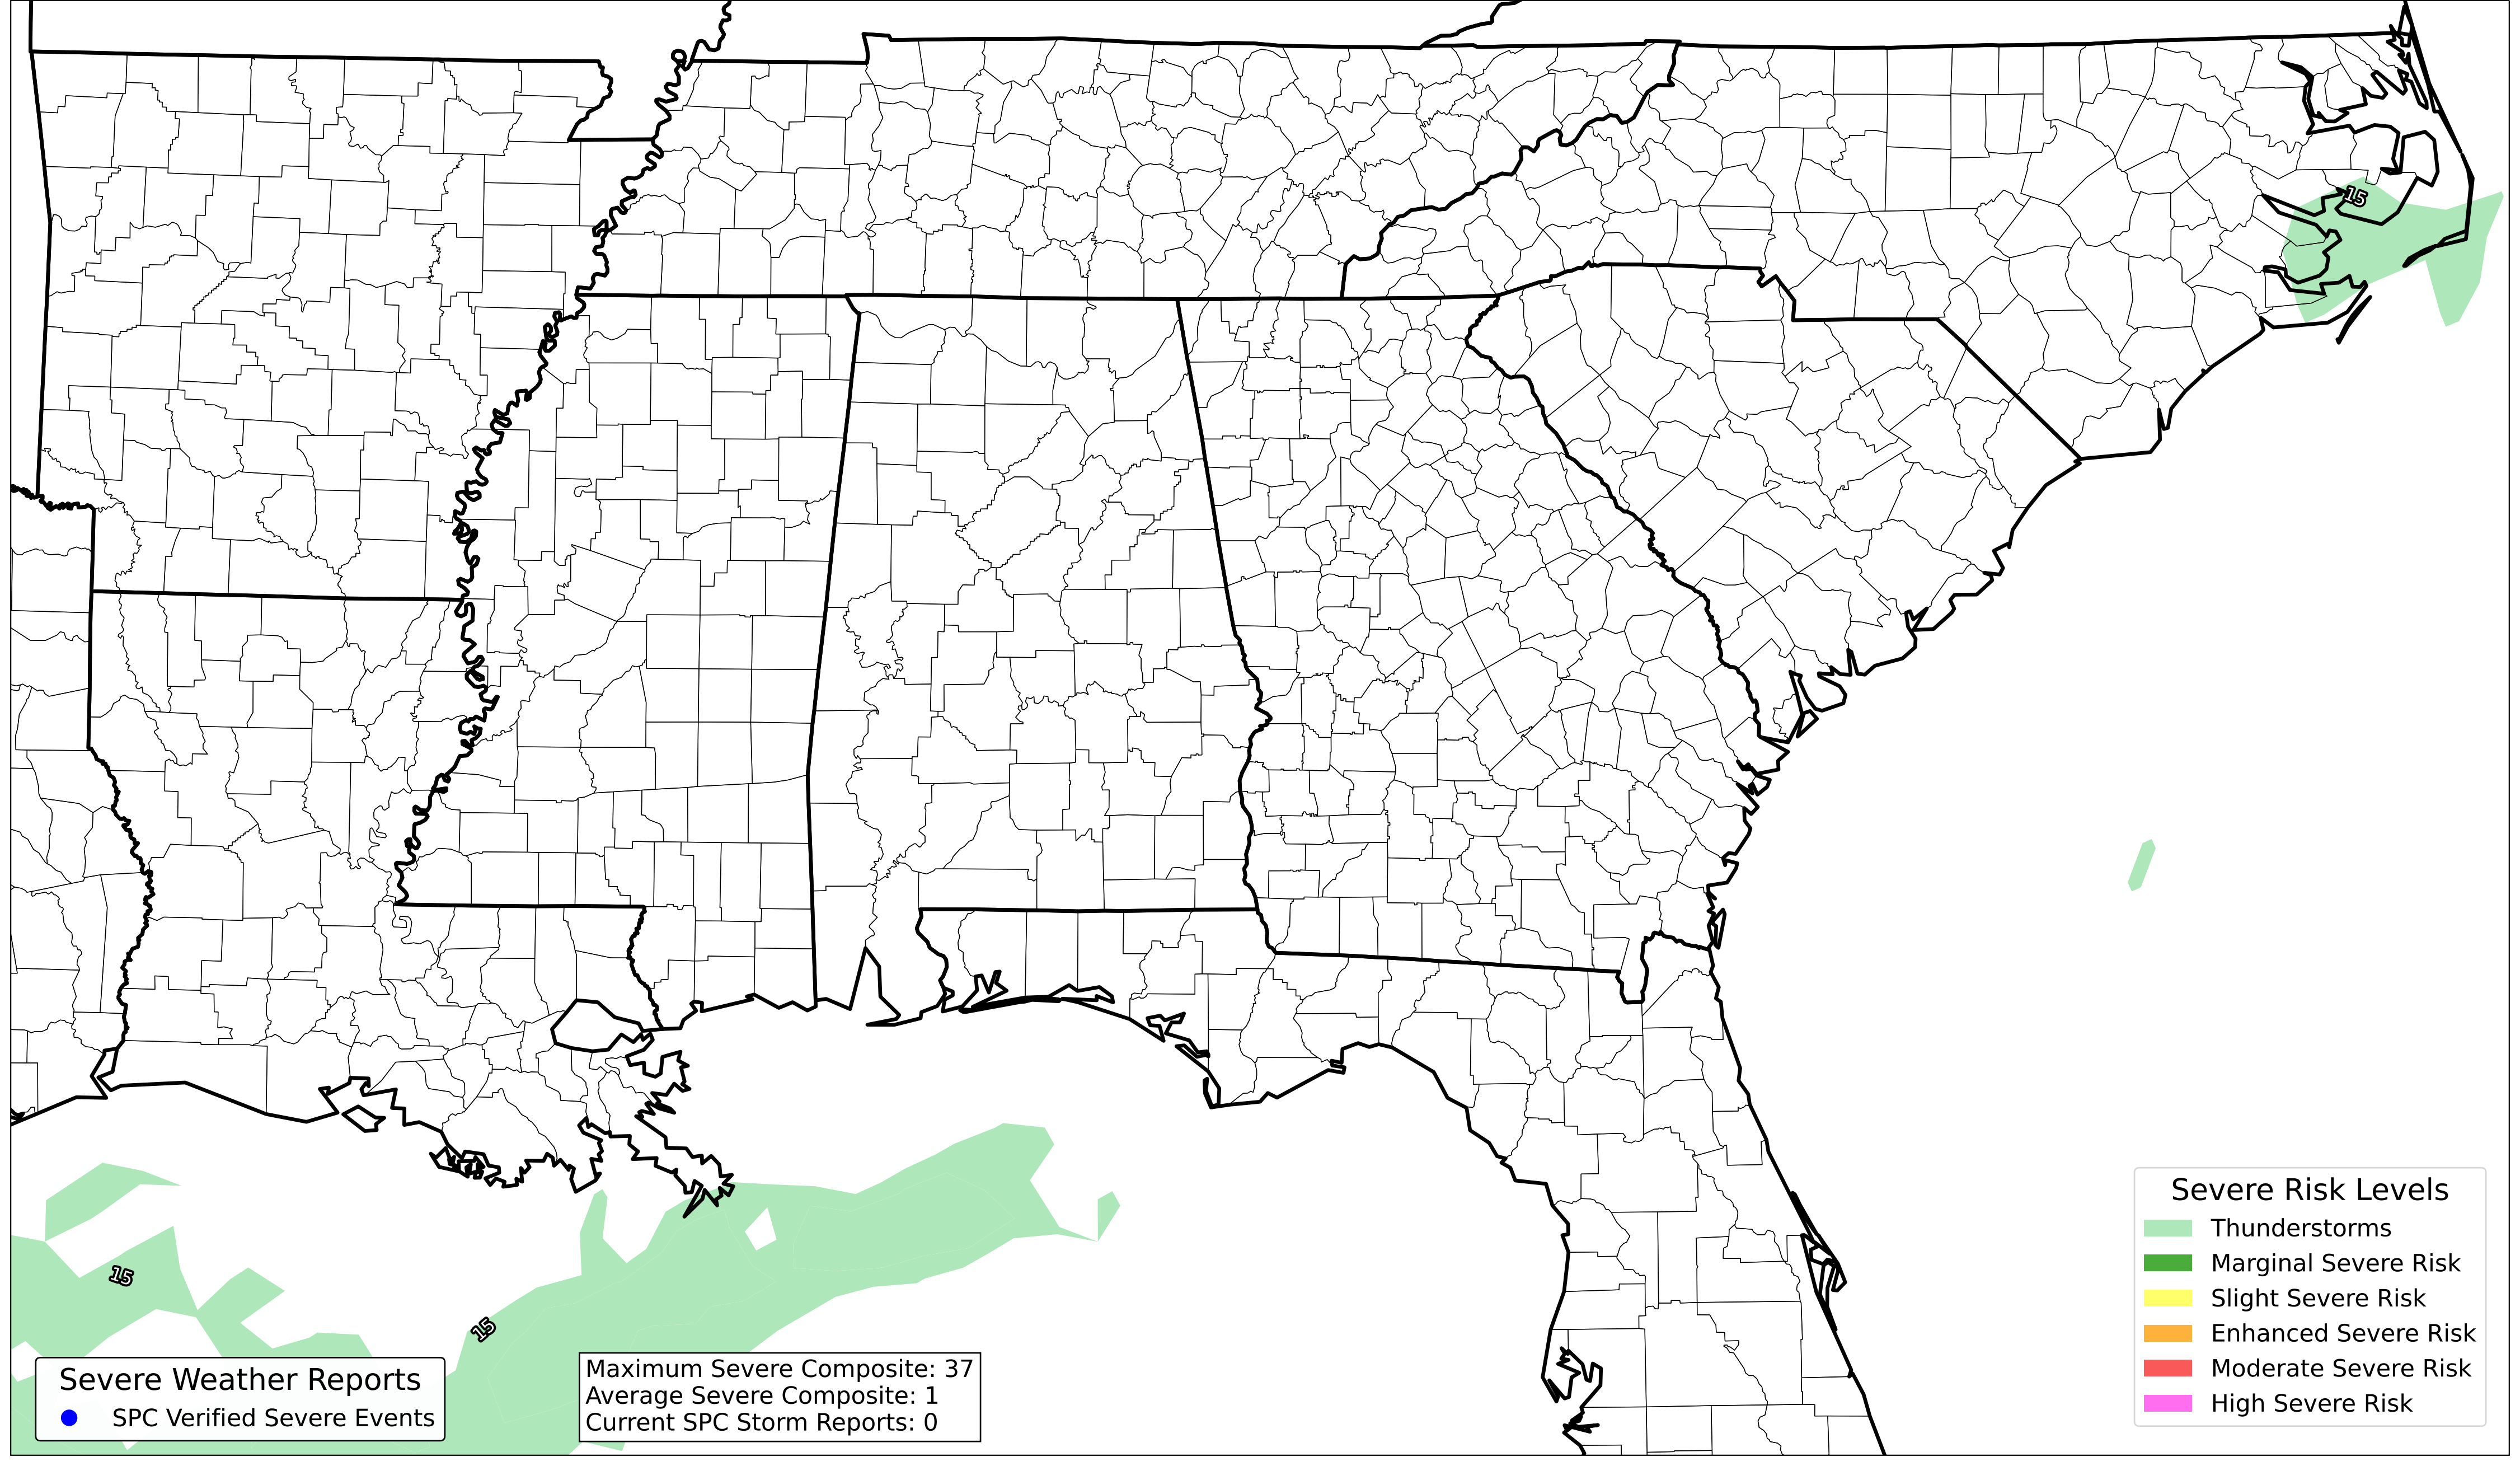 15
15
15
Severe Weather Reports
SPC Verified Severe Events
Maximum Severe Composite: 37
Average Severe Composite: 1
Current SPC Storm Reports: 0
Severe Risk Levels
Thunderstorms
Marginal Severe Risk
Slight Severe Risk
Enhanced Severe Risk
Moderate Severe Risk
High Severe Risk